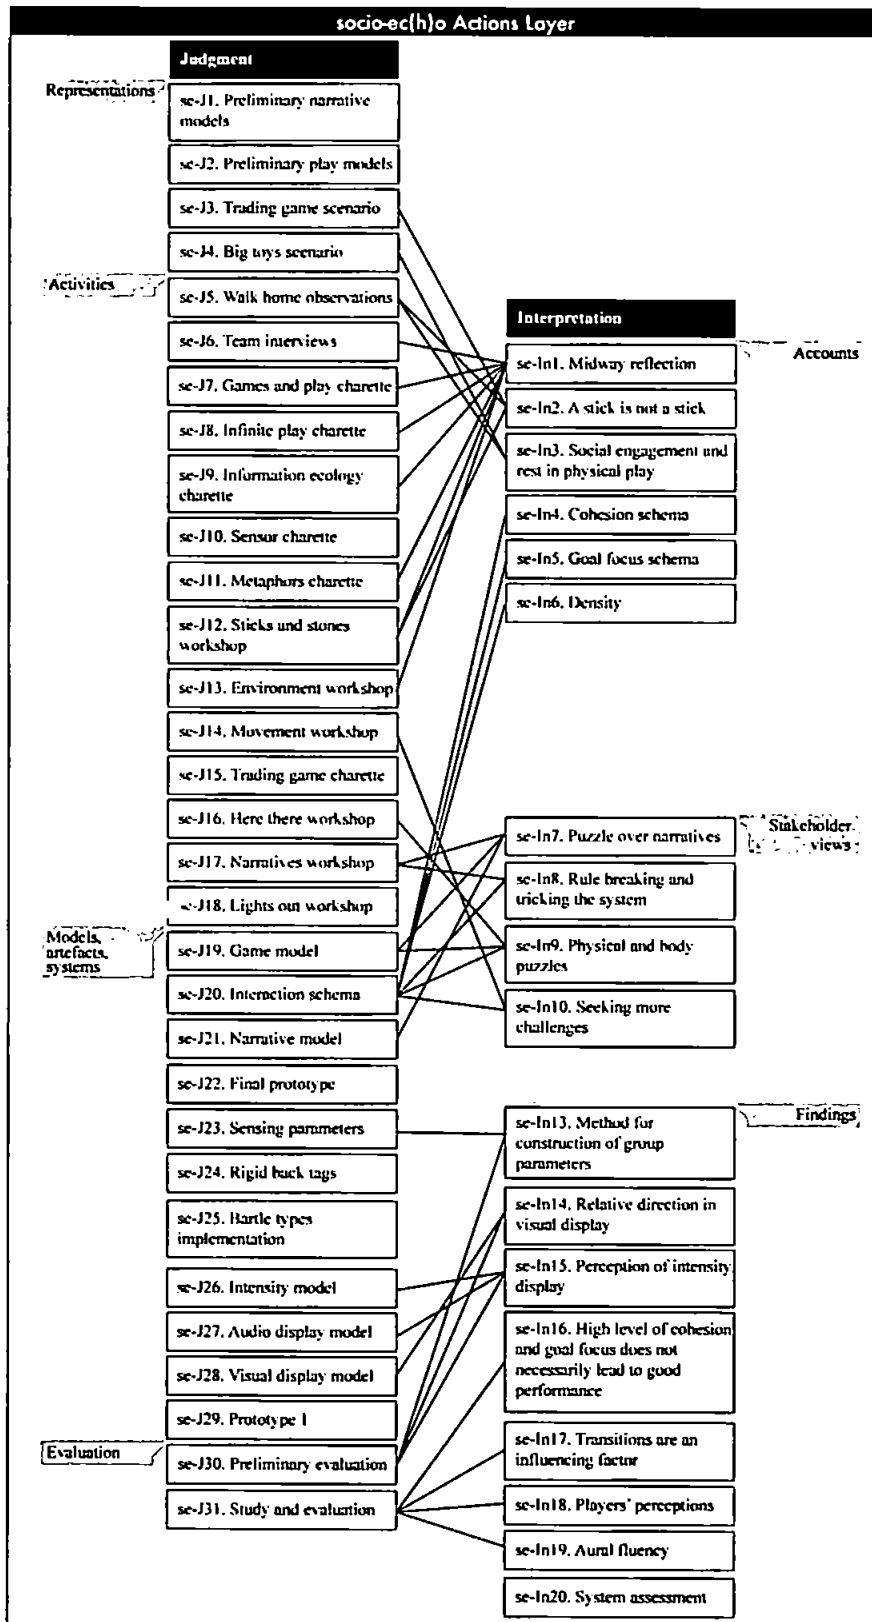 socio-ec(h)o Actions Layer
Judgment
Representations
se-J1. Preliminary narrative
models
se-J2. Preliminary play models
se-J3. Trading game scenario
se-J4. Big toys scenario
Activities
se-J5. Walk home observations
se-J6. Team interviews
se-J7. Games and play charette
se-J8. Infinite play charette
se-J9. Information ecology
charette
se-J10. Sensor charette
se-J11. Metaphors charette
se-J12. Sticks and stones
workshop
se-J13. Environment workshop
se-J14. Movement workshop
se-J15. Trading game charette
se-J16. Here there workshop
se-J17. Narratives workshop
se-J18. Lights out workshop
Models,
artefacts,
systems
se-J19. Game model
se-J20. Interaction schema
se-J21. Narrative model
se-J22. Final prototype
se-J23. Sensing parameters
se-J24. Rigid back tags
se-J25. Bartle types
implementation
se-J26. Intensity model
se-J27. Audio display model
se-J28. Visual display model
se-J29. Prototype 1
Evaluation
se-J30. Preliminary evaluation
se-J31. Study and evaluation
Interpretation
Accounts
se-In1. Midway reflection
se-In2. A stick is not a stick
se-In3. Social engagement and
rest in physical play
se-In4. Cohesion schema
se-In5. Goal focus schema
se-In6. Density
Stakeholder
views
se-In7. Puzzle over narratives
se-In8. Rule breaking and
tricking the system
se-In9. Physical and body
puzzles
se-In10. Seeking more
challenges
Findings
se-In13. Method for
construction of group
parameters
se-In14. Relative direction in
visual display
se-In15. Perception of intensity
display
se-In16. High level of cohesion
and goal focus does not
necessarily lead to good
performance
se-In17. Transitions are an
influencing factor
se-In18. Players' perceptions
se-In19. Aural fluency
se-In20. System assessment